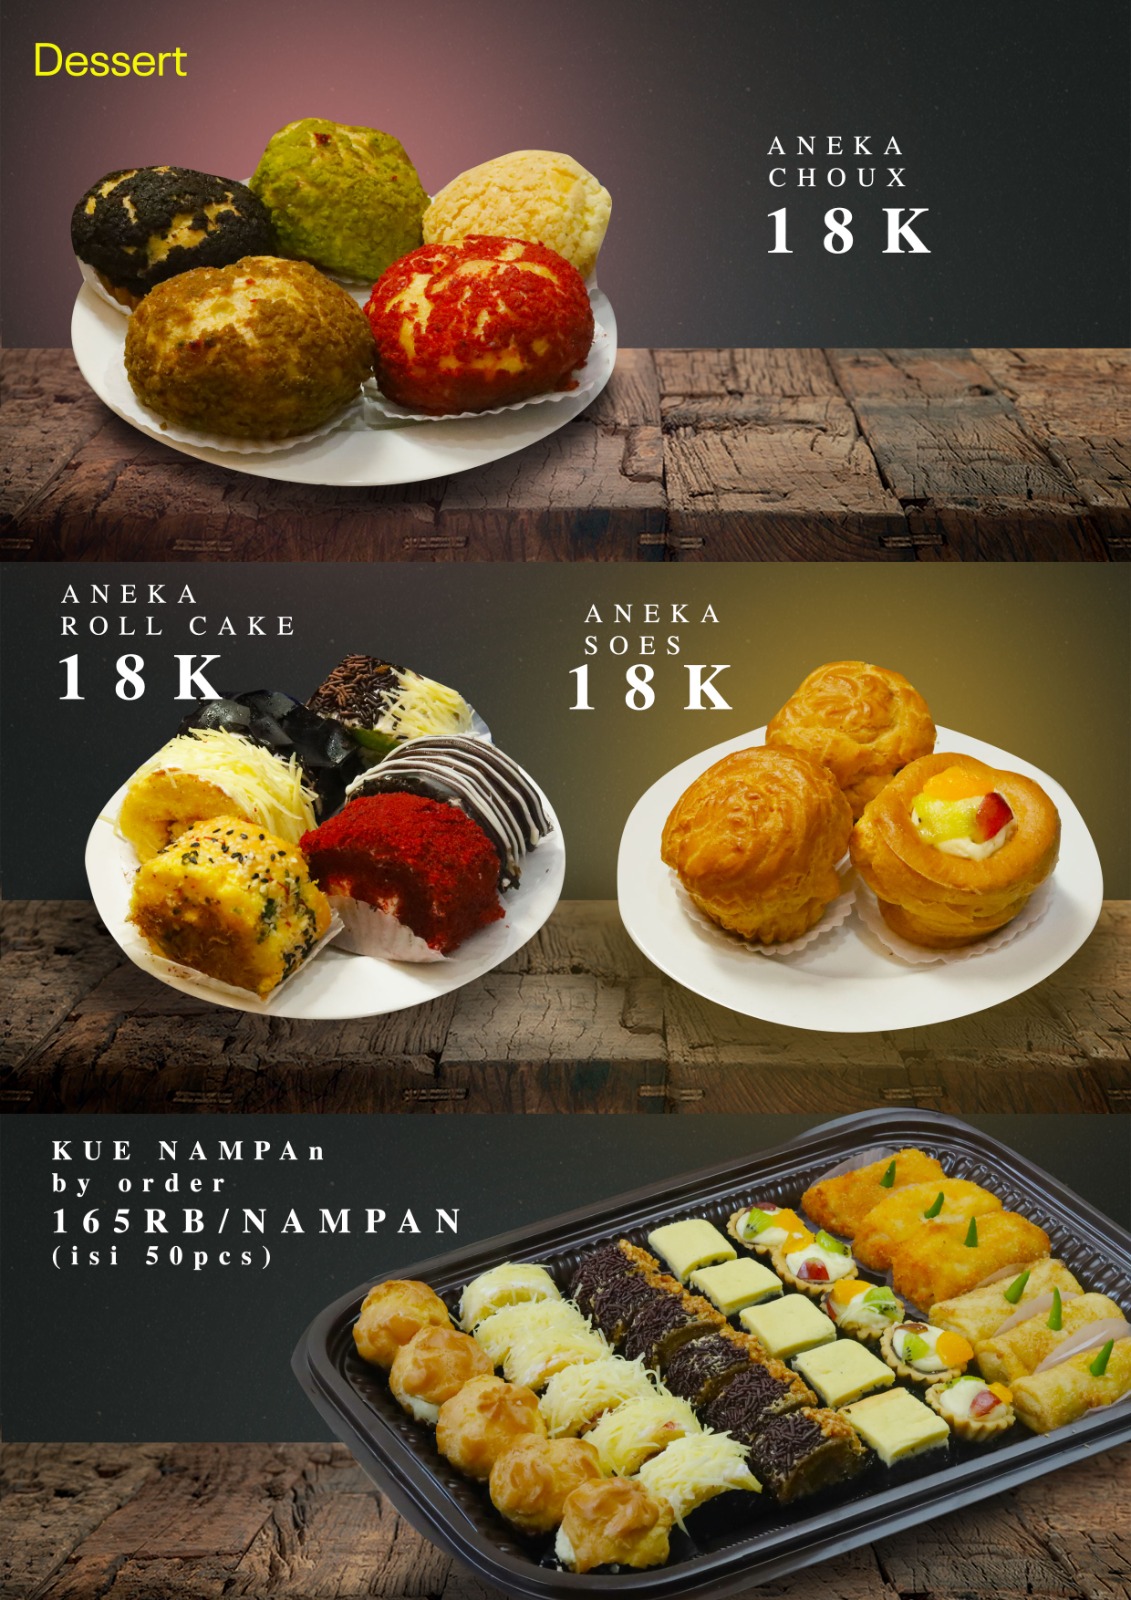 Dessert
ANEKA
CHOUX
18K
ANEKA
ROLL CAKE
18K
ANEKA
SOES
18K
KUE NAMPAn
by order
165RB/NAMPAN
(isi 50pcs)